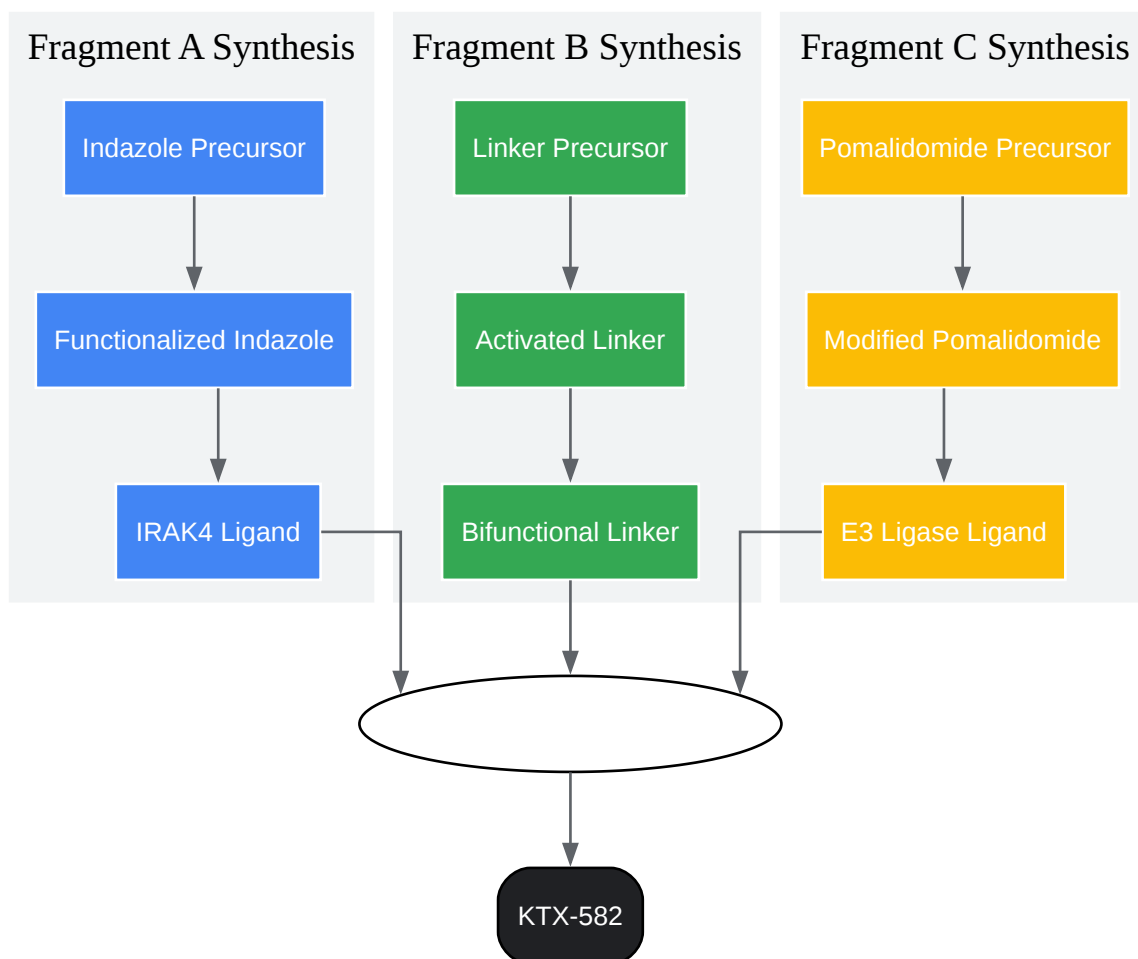 Fragment A Synthesis
Fragment B Synthesis
Fragment C Synthesis
Indazole Precursor
Linker Precursor
Pomalidomide Precursor
Functionalized Indazole
Activated Linker
Modified Pomalidomide
IRAK4 Ligand
Bifunctional Linker
E3 Ligase Ligand
KTX-582